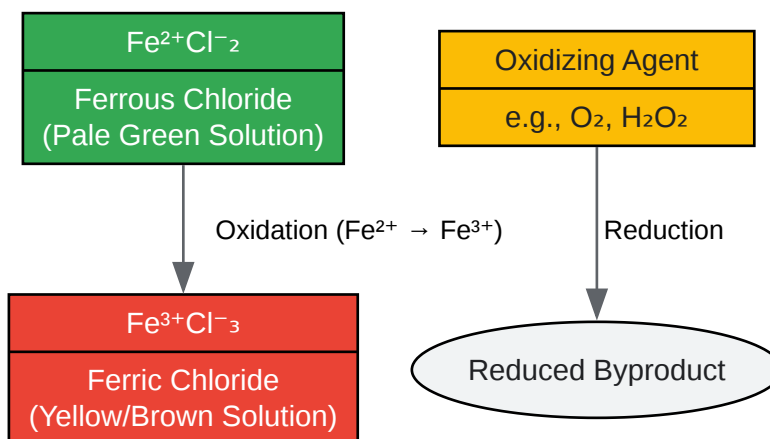 Fe²⁺Cl⁻₂
Ferrous Chloride
(Pale Green Solution)
Oxidizing Agent
e.g., O₂, H₂O₂
Oxidation (Fe²⁺ → Fe³⁺)
Reduction
Fe³⁺Cl⁻₃
Ferric Chloride
(Yellow/Brown Solution)
Reduced Byproduct